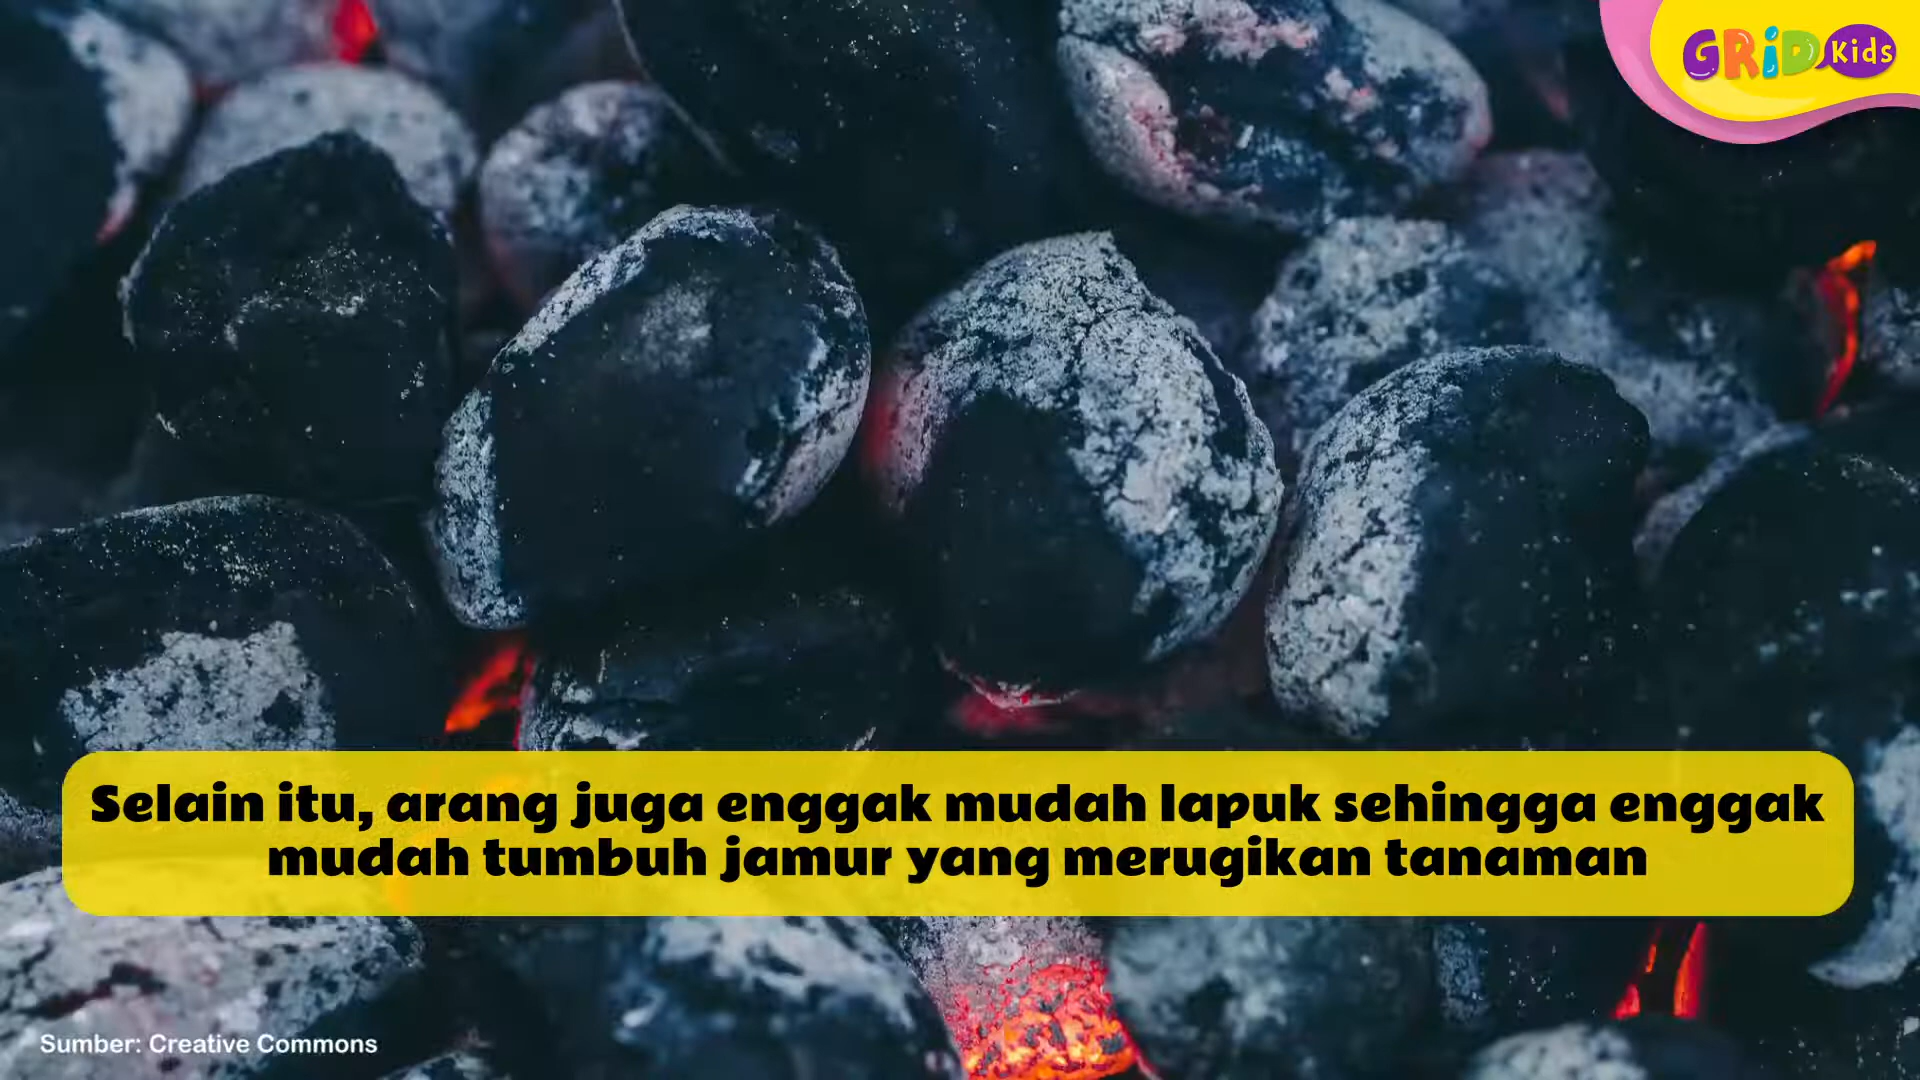 GRiD Kids
Selain itu, arang juga enggak mudah lapuk sehingga enggak
mudah tumbuh jamur yang merugikan tanaman
Sumber: Creative Commons